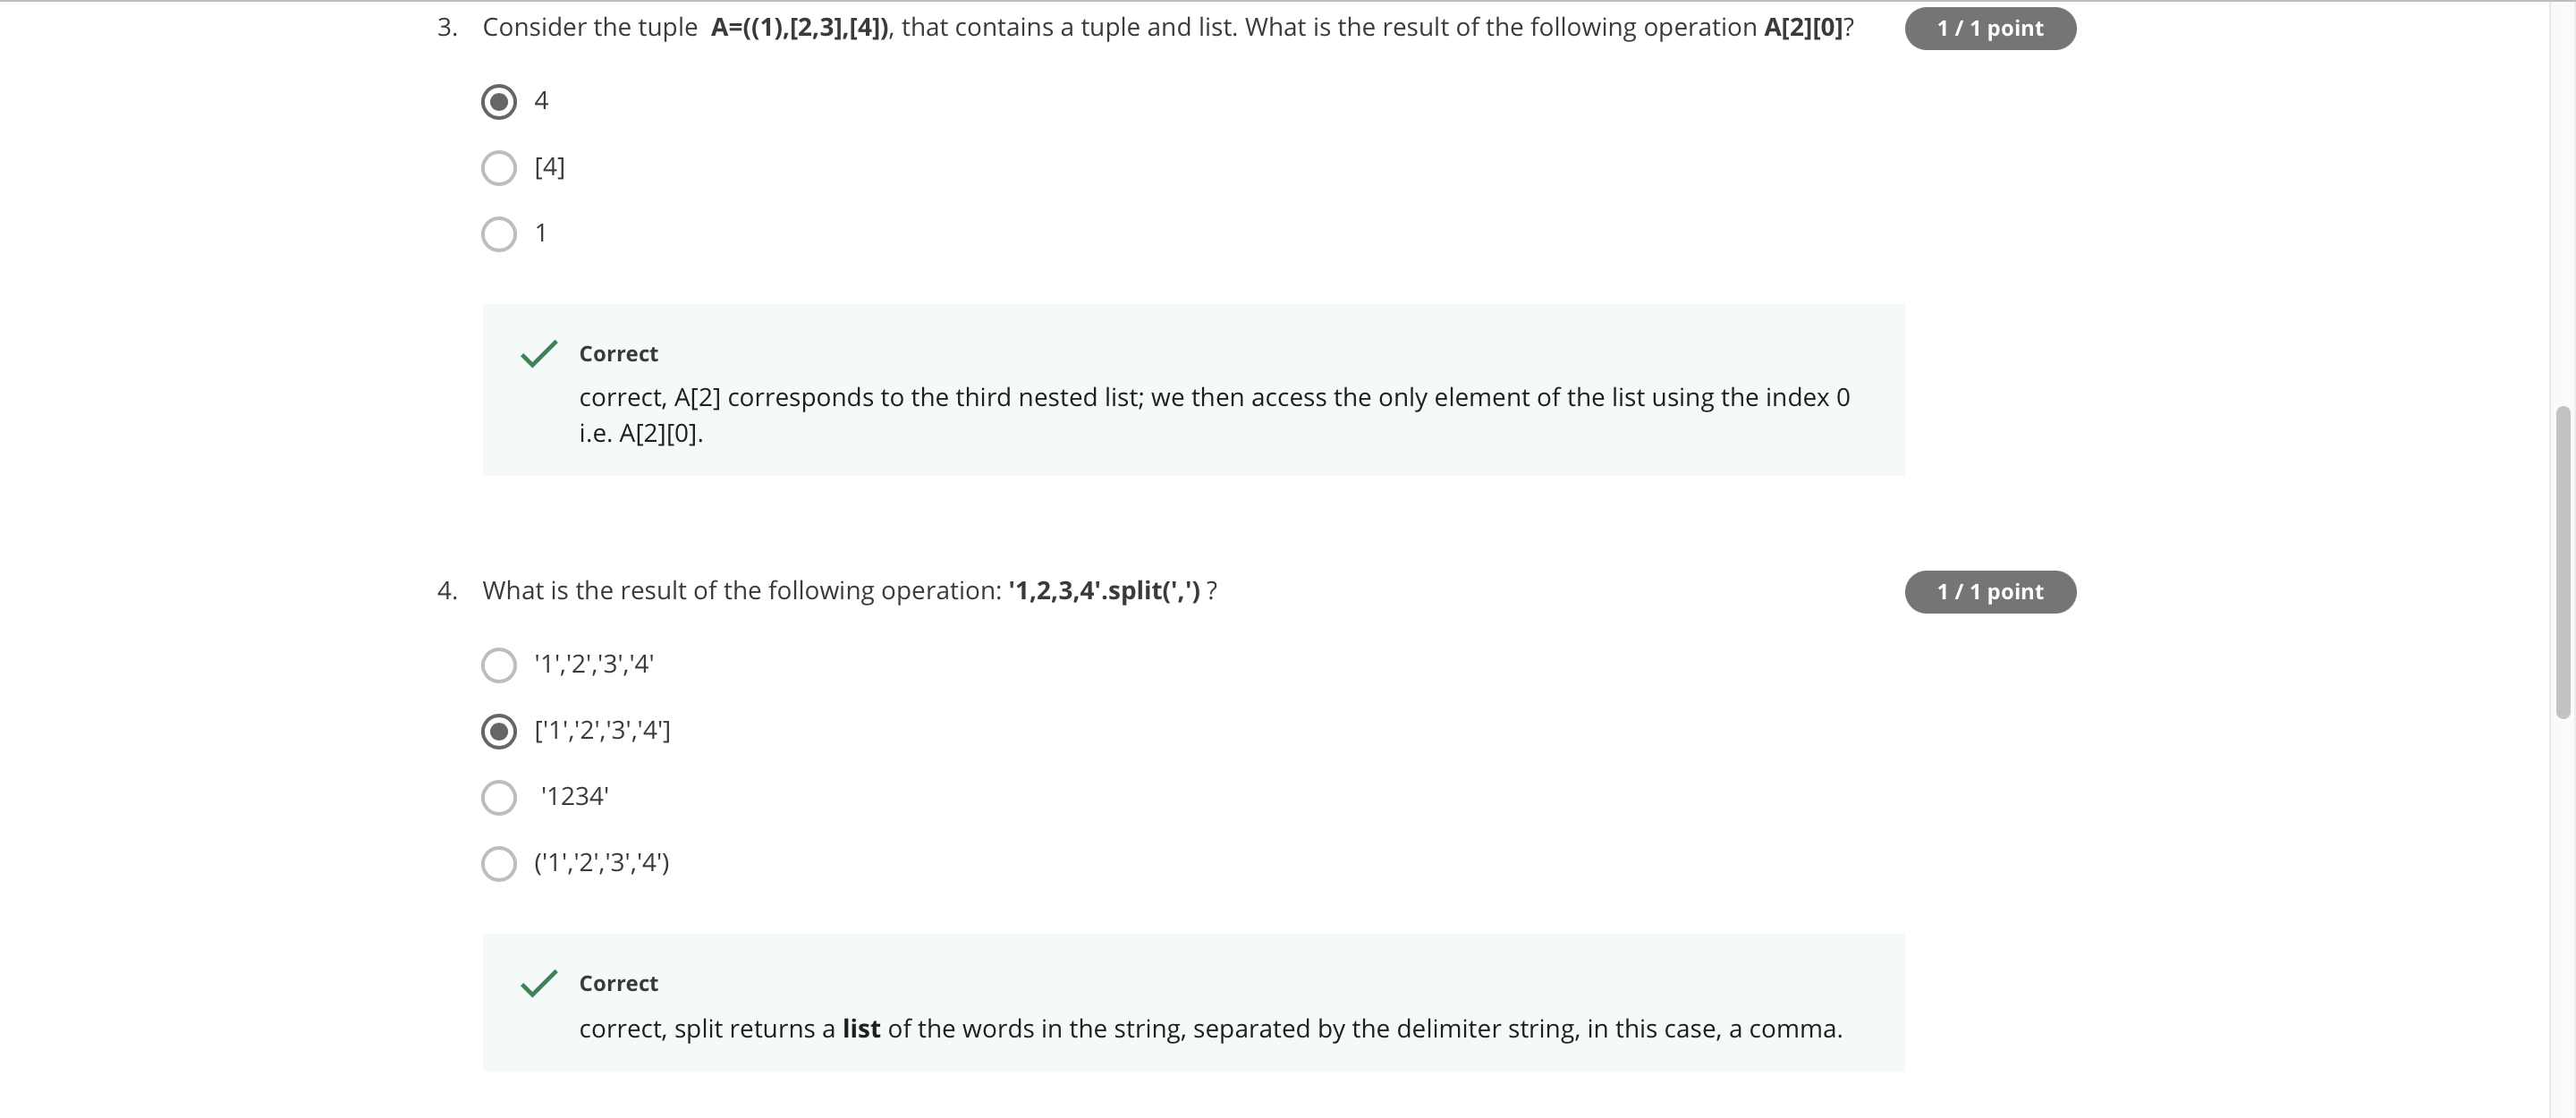 3. Consider the tuple A=((1),[2,3],[4]), that contains a tuple and list. What is the result of the following operation A[2][0]? 1 / 1 point
4
[4]
1
Correct
correct, A[2] corresponds to the third nested list; we then access the only element of the list using the index 0
i.e. A[2][0].
4. What is the result of the following operation: '1,2,3,4'.split(',') ? 1 / 1 point
'1','2','3','4'
['1','2','3','4']
'1234'
('1','2','3','4')
Correct
correct, split returns a list of the words in the string, separated by the delimiter string, in this case, a comma.